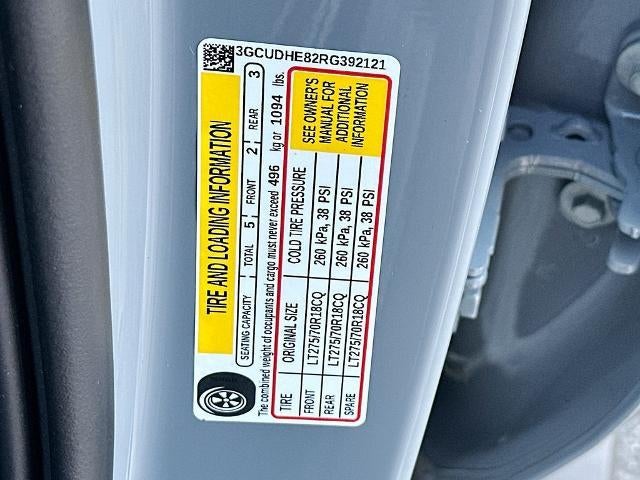 3GCUDHE82RG392121
TIRE AND LOADING INFORMATION
SEATING CAPACITY TOTAL 5 FRONT 2 REAR 3
The combined weight of occupants and cargo must never exceed 496 kg or 1094 lbs.
TIRE ORIGINAL SIZE COLD TIRE PRESSURE
FRONT LT275/70R18CQ 260 kPa, 38 PSI
REAR LT275/70R18CQ 260 kPa, 38 PSI
SPARE LT275/70R18CQ 260 kPa, 38 PSI
SEE OWNER'S
MANUAL FOR
ADDITIONAL
INFORMATION